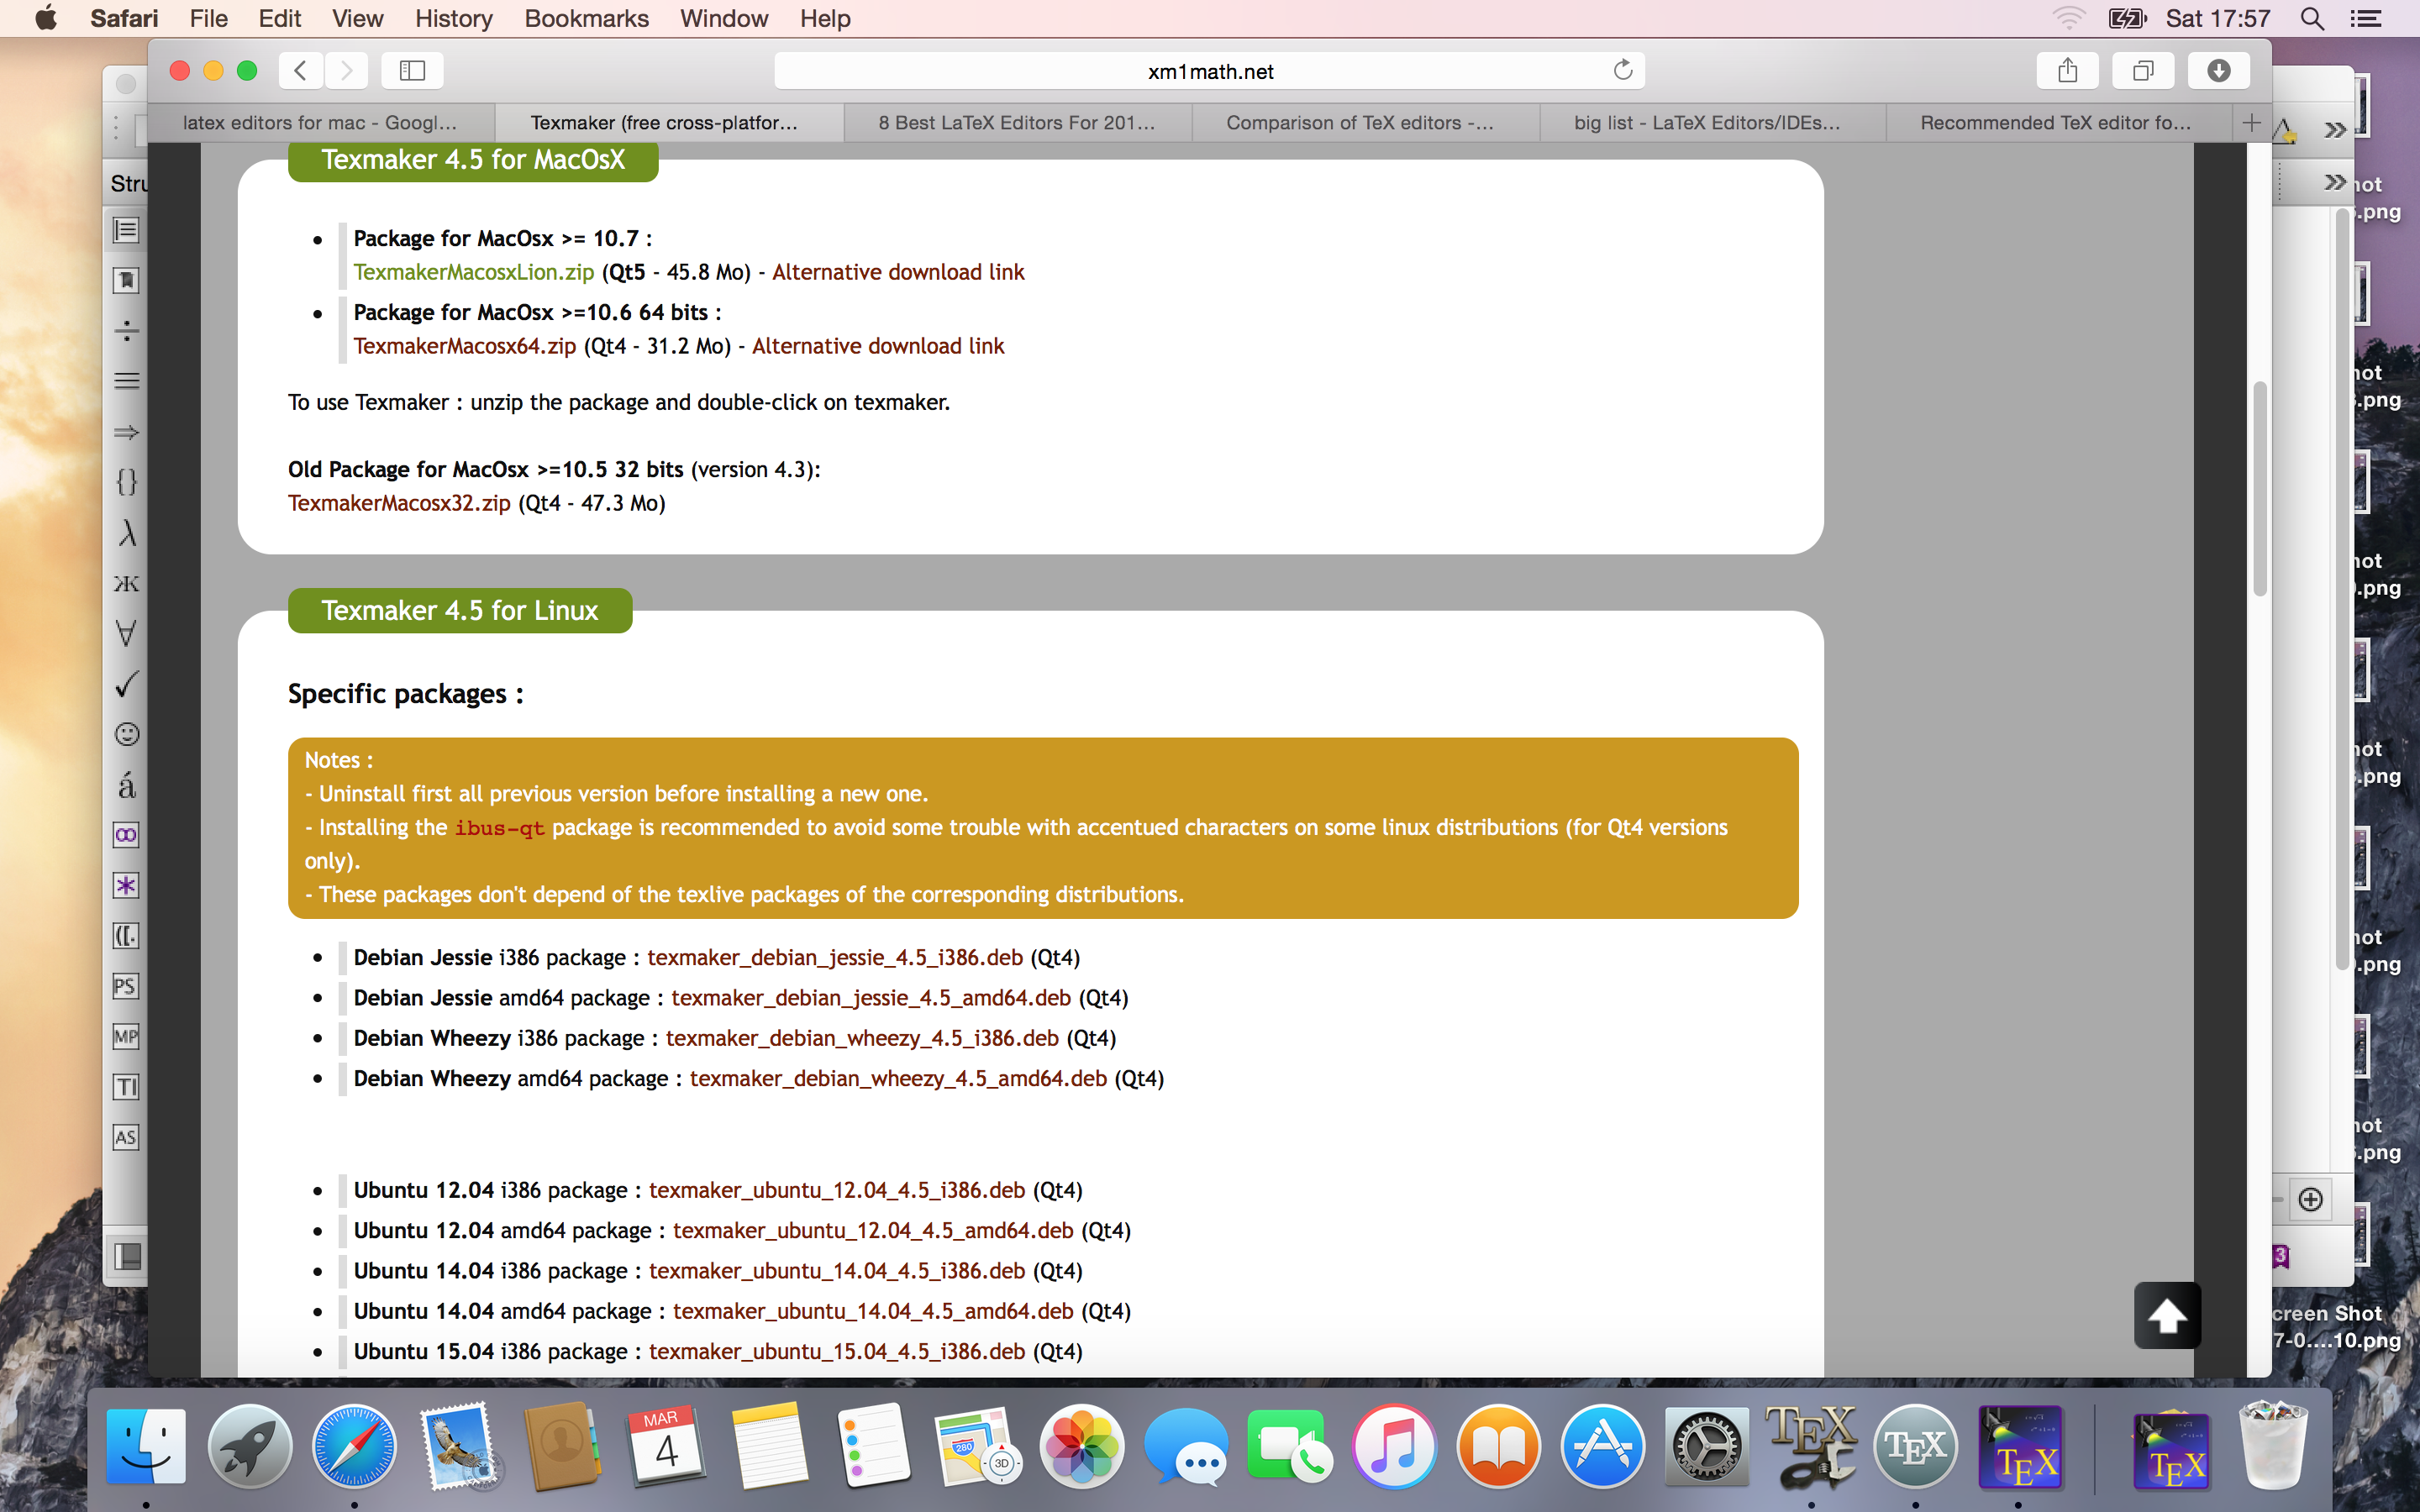 Safari File Edit View History Bookmarks Window Help Sat 17:57
xm1math.net
latex editors for mac - Googl... Texmaker (free cross-platfor... 8 Best LaTeX Editors For 201... Comparison of TeX editors -... big list - LaTeX Editors/IDEs... Recommended TeX editor fo...
Stru
Texmaker 4.5 for MacOsX
• Package for MacOsx >= 10.7 :
TexmakerMacosxLion.zip (Qt5 - 45.8 Mo) - Alternative download link
• Package for MacOsx >=10.6 64 bits :
TexmakerMacosx64.zip (Qt4 - 31.2 Mo) - Alternative download link
To use Texmaker : unzip the package and double-click on texmaker.
Old Package for MacOsx >=10.5 32 bits (version 4.3):
TexmakerMacosx32.zip (Qt4 - 47.3 Mo)
Texmaker 4.5 for Linux
Specific packages :
Notes :
- Uninstall first all previous version before installing a new one.
- Installing the ibus-qt package is recommended to avoid some trouble with accentued characters on some linux distributions (for Qt4 versions
only).
- These packages don't depend of the texlive packages of the corresponding distributions.
• Debian Jessie i386 package : texmaker_debian_jessie_4.5_i386.deb (Qt4)
• Debian Jessie amd64 package : texmaker_debian_jessie_4.5_amd64.deb (Qt4)
• Debian Wheezy i386 package : texmaker_debian_wheezy_4.5_i386.deb (Qt4)
• Debian Wheezy amd64 package : texmaker_debian_wheezy_4.5_amd64.deb (Qt4)
• Ubuntu 12.04 i386 package : texmaker_ubuntu_12.04_4.5_i386.deb (Qt4)
• Ubuntu 12.04 amd64 package : texmaker_ubuntu_12.04_4.5_amd64.deb (Qt4)
• Ubuntu 14.04 i386 package : texmaker_ubuntu_14.04_4.5_i386.deb (Qt4)
• Ubuntu 14.04 amd64 package : texmaker_ubuntu_14.04_4.5_amd64.deb (Qt4)
• Ubuntu 15.04 i386 package : texmaker_ubuntu_15.04_4.5_i386.deb (Qt4)
÷
⇒
{}
λ
Ж
∀
á
∞
*
([.
PS
MP
TI
AS
3
creen Shot
7-0....10.png
MAR
4
280
3D
TEX
TEX
TEX
TEX